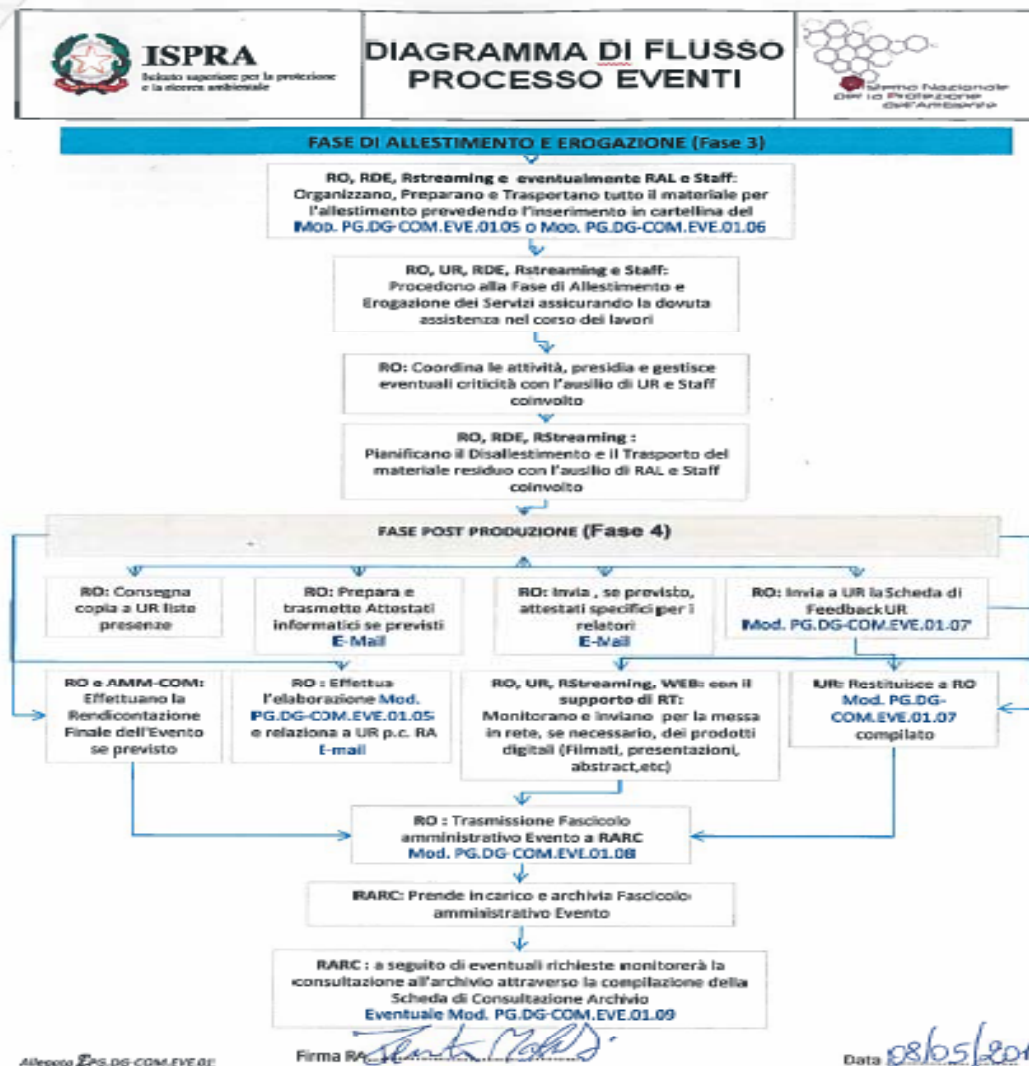 ISPRA
Istituto superiore per la protezione
e la ricerca ambientale
DIAGRAMMA DI FLUSSO
PROCESSO EVENTI
Sistema Nazionale
per la Protezione
dell'Ambiente
FASE DI ALLESTIMENTO E EROGAZIONE (Fase 3)
RO, RDE, Rstreaming e eventualmente RAL e Staff:
Organizzano, Preparano e Trasportano tutto il materiale per
l'allestimento prevedendo l'inserimento in cartellina del
Mod. PG.DG-COM.EVE.01.05 o Mod. PG.DG-COM.EVE.01.06
RO, UR, RDE, Rstreaming e Staff:
Procedono alla Fase di Allestimento e
Erogazione dei Servizi assicurando la dovuta
assistenza nel corso dei lavori
RO: Coordina le attività, presidia e gestisce
eventuali criticità con l'ausilio di UR e Staff
coinvolto
RO, RDE, RStreaming :
Pianificano il Disallestimento e il Trasporto del
materiale residuo con l'ausilio di RAL e Staff
coinvolto
FASE POST PRODUZIONE (Fase 4)
RO: Consegna
copia a UR liste
presenze
RO: Prepara e
trasmette Attestati
informatici se previsti
E-Mail
RO: Invia , se previsto,
attestati specifici per i
relatori
E-Mail
RO: Invia a UR la Scheda di
Feedback UR
Mod. PG.DG-COM.EVE.01.07
RO e AMM-COM:
Effettuano la
Rendicontazione
Finale dell'Evento
se previsto
RO : Effettua
l'elaborazione Mod.
PG.DG-COM.EVE.01.05
e relaziona a UR p.c. RA
E-mail
RO, UR, RStreaming, WEB: con il
supporto di RT:
Monitorano e inviano per la messa
in rete, se necessario, dei prodotti
digitali (Filmati, presentazioni,
abstract,etc)
UR: Restituisce a RO
Mod. PG.DG-
COM.EVE.01.07
compilato
RO : Trasmissione Fascicolo
amministrativo Evento a RARC
Mod. PG.DG-COM.EVE.01.08
RARC: Prende in carico e archivia Fascicolo
amministrativo Evento
RARC : a seguito di eventuali richieste monitorerà la
consultazione all'archivio attraverso la compilazione della
Scheda di Consultazione Archivio
Eventuale Mod. PG.DG-COM.EVE.01.09
Allegato PG.DG-COM.EVE.01
Firma RA
Data 08/05/201